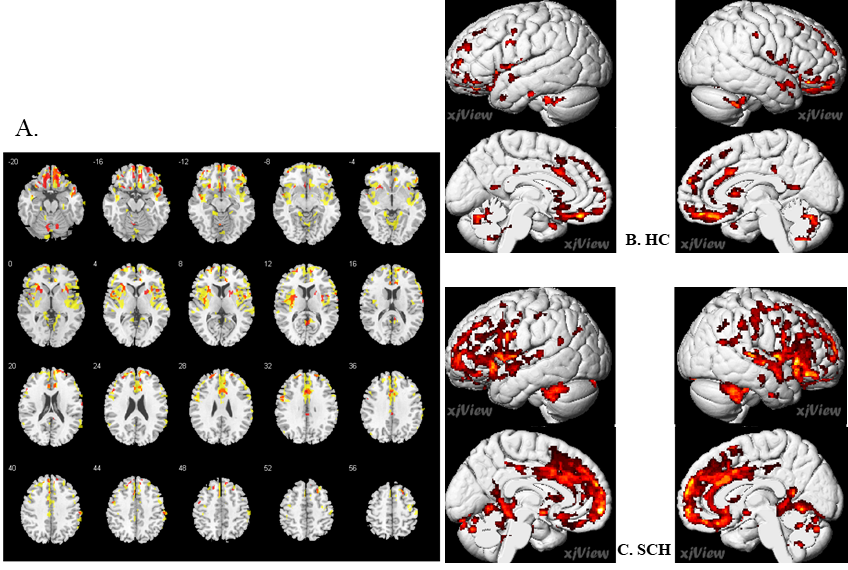 A.
-20 -16 -12 -8 -4
0 4 8 12 16
20 24 28 32 36
40 44 48 52 56
xjView xjView
xjView xjView
B. HC
xjView xjView
xjView xjView
C. SCH